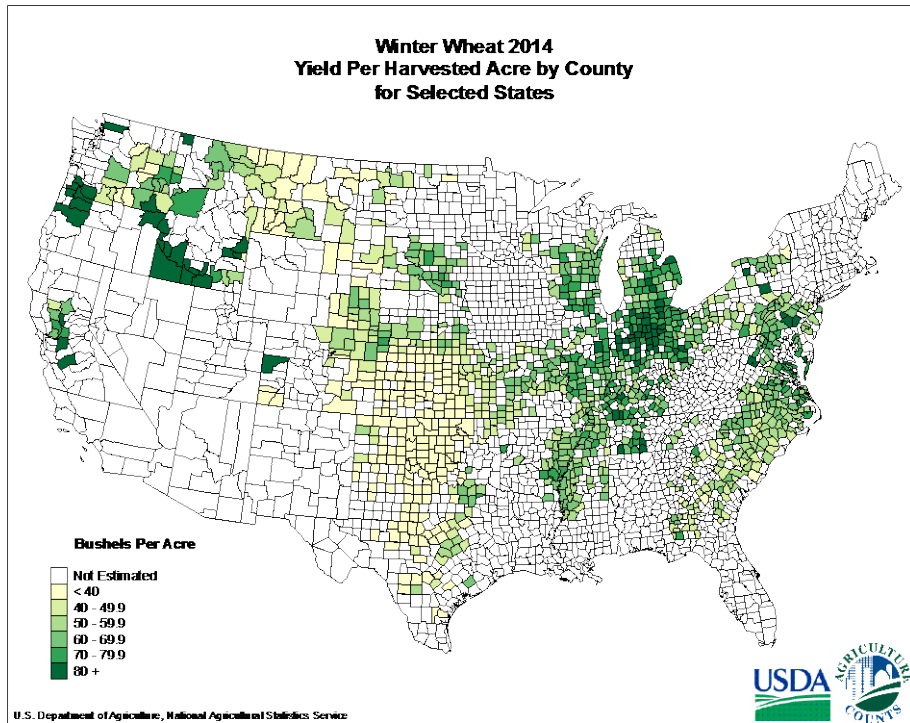 Winter Wheat 2014
Yield Per Harvested Acre by County
for Selected States
Bushels Per Acre
Not Estimated
< 40
40 - 49.9
50 - 59.9
60 - 69.9
70 - 79.9
80 +
USDA
AGRICULTURE
COUNTS
U.S. Department of Agriculture, National Agricultural Statistics Service